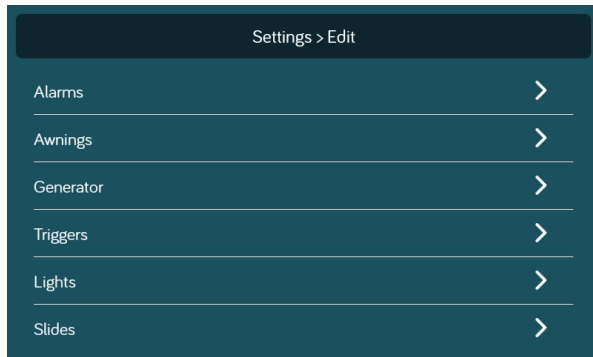 Settings > Edit
Alarms
Awnings
Generator
Triggers
Lights
Slides